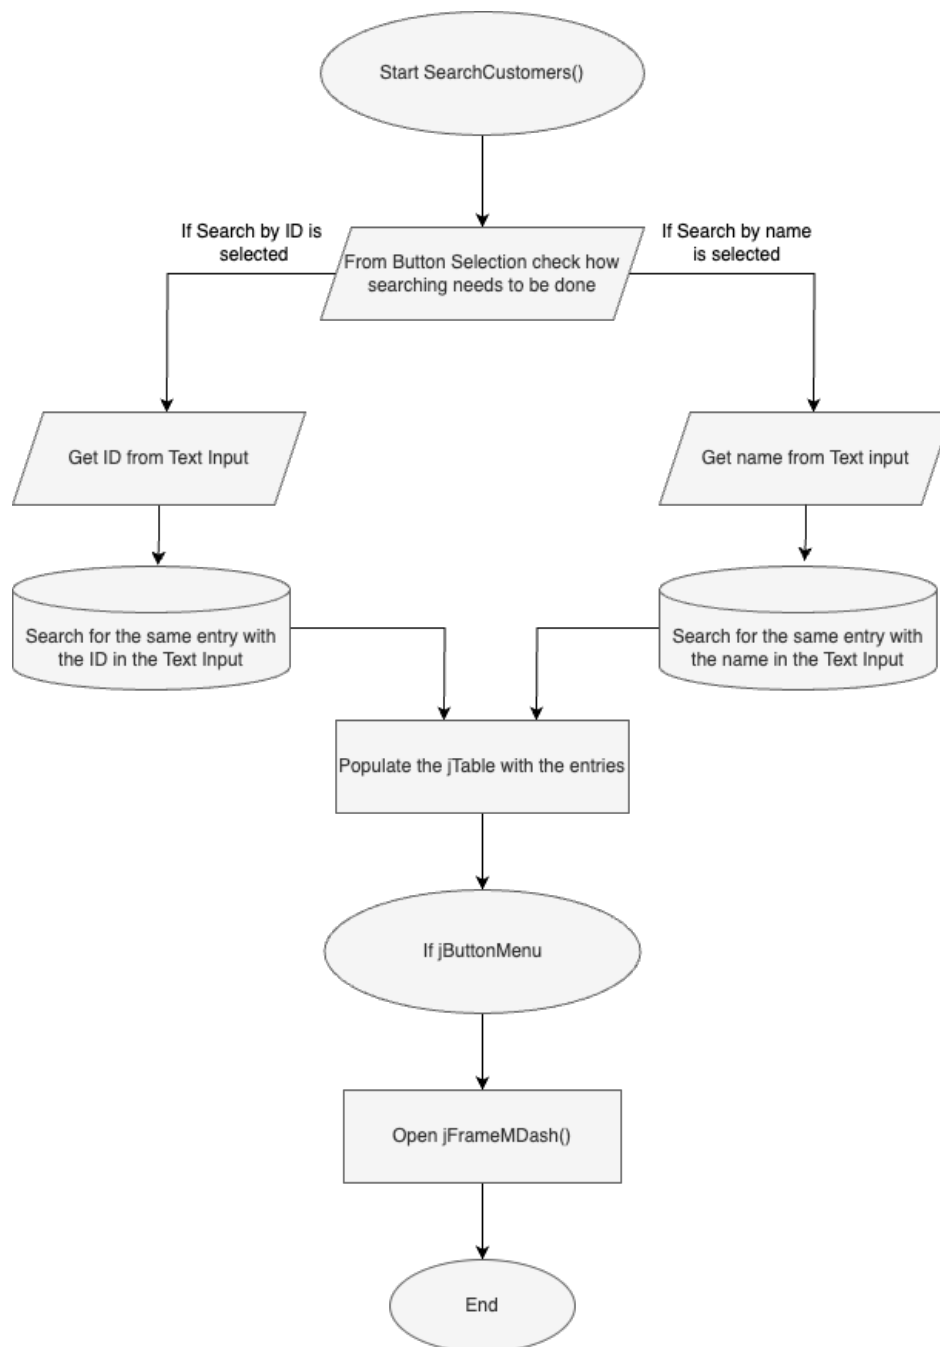 Start SearchCustomers()
If Search by ID is
selected
If Search by name
is selected
From Button Selection check how
searching needs to be done
Get ID from Text Input
Get name from Text input
Search for the same entry with
the ID in the Text Input
Search for the same entry with
the name in the Text Input
Populate the jTable with the entries
If jButtonMenu
Open jFrameMDash()
End